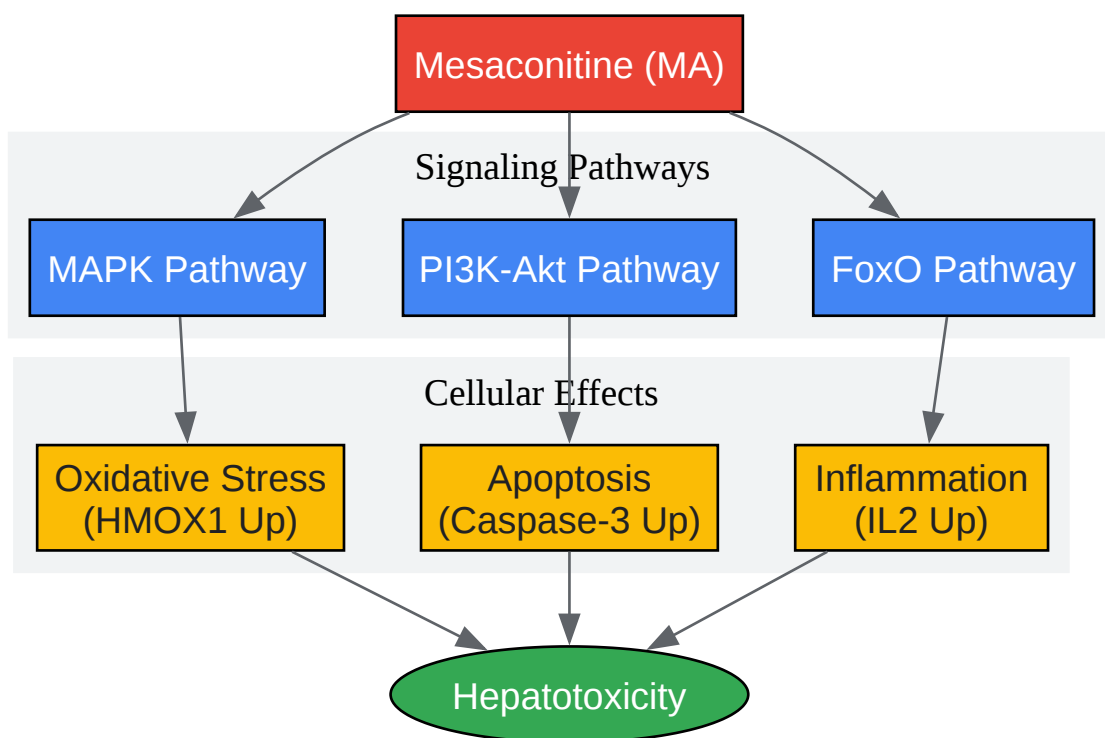 Mesaconitine (MA)
Signaling Pathways
MAPK Pathway
PI3K-Akt Pathway
FoxO Pathway
Cellular Effects
Oxidative Stress
(HMOX1 Up)
Apoptosis
(Caspase-3 Up)
Inflammation
(IL2 Up)
Hepatotoxicity